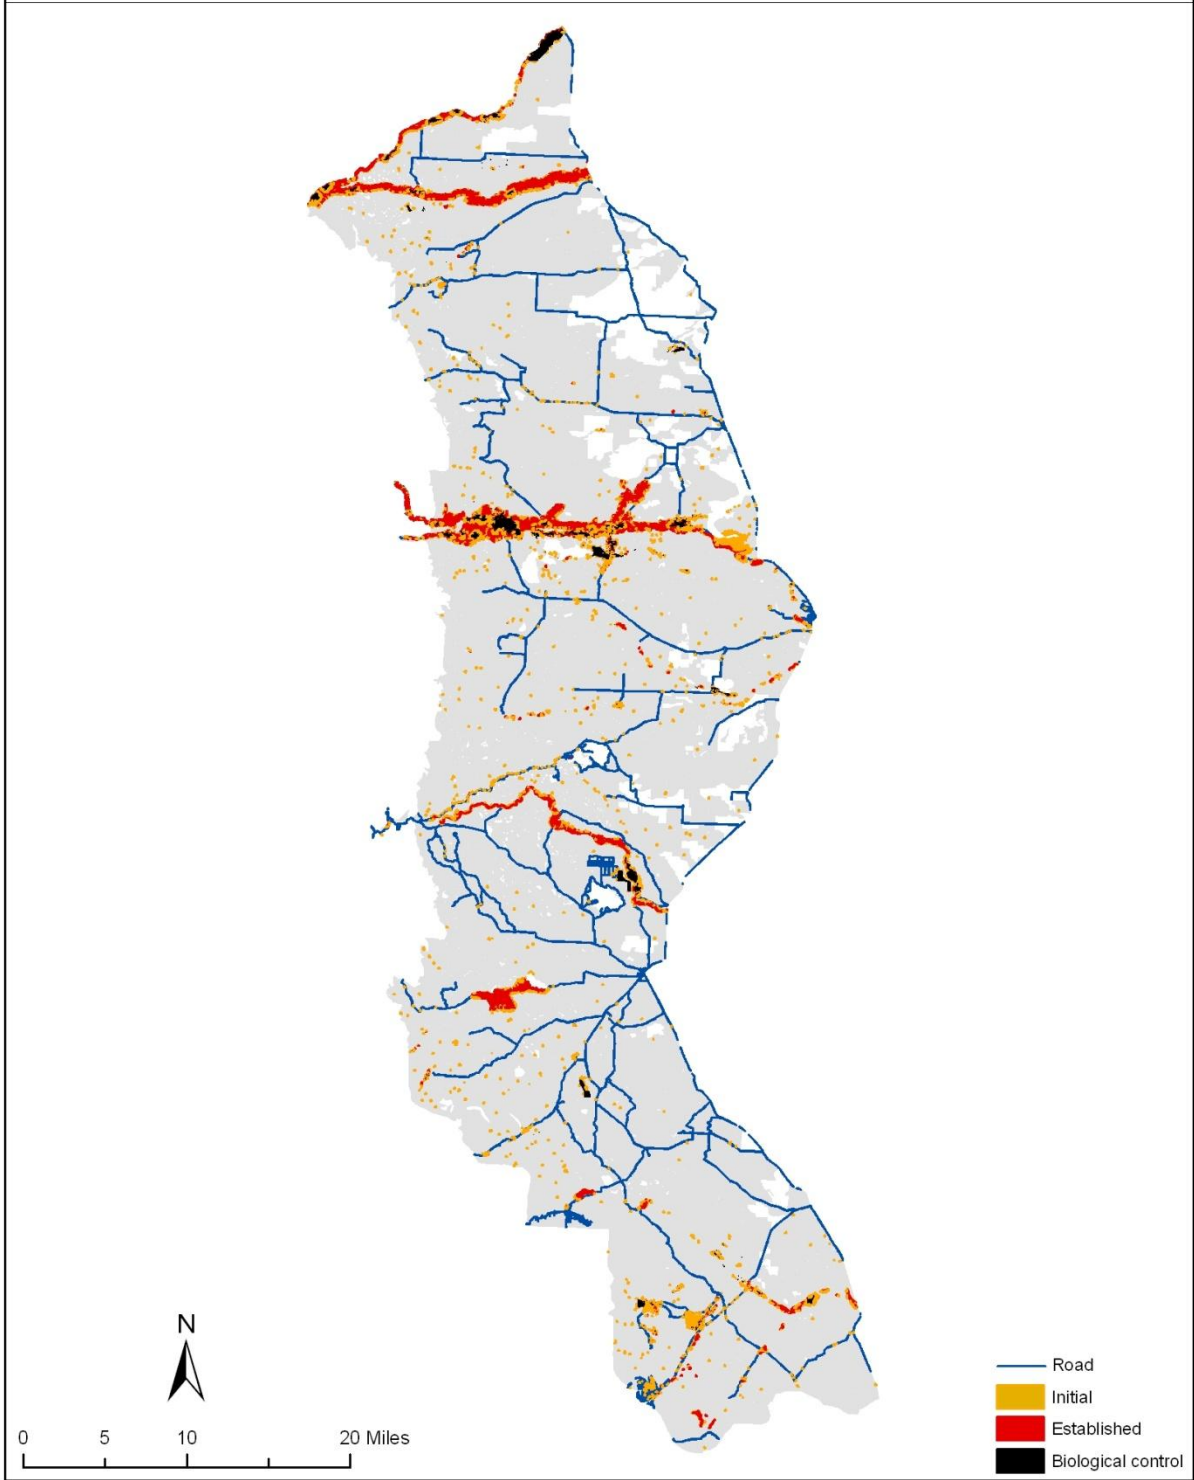 N
0 5 10 20 Miles
Road
Initial
Established
Biological control